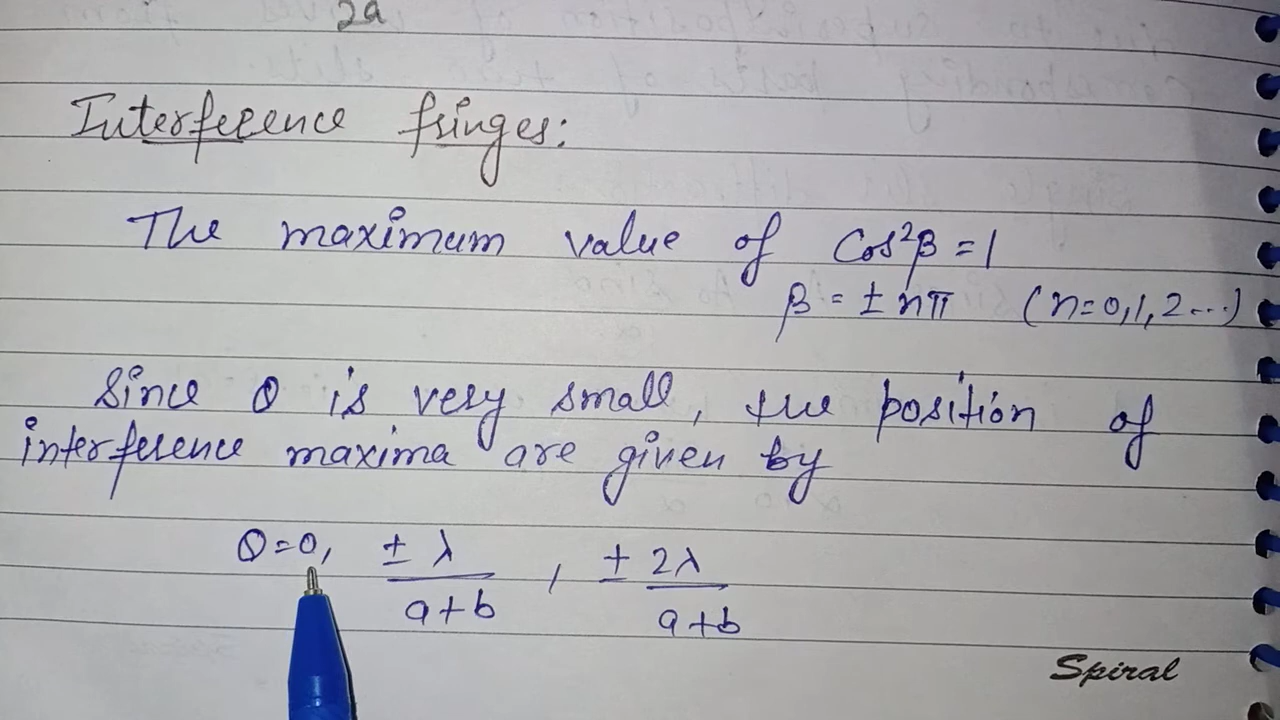 2a
Interference fringes:
The maximum value of Cos²β = 1
β = ± nπ (n=0,1,2...)
Since θ is very small, the position of
interference maxima are given by
θ=0, ± λ/a+b , ± 2λ/a+b
Spiral